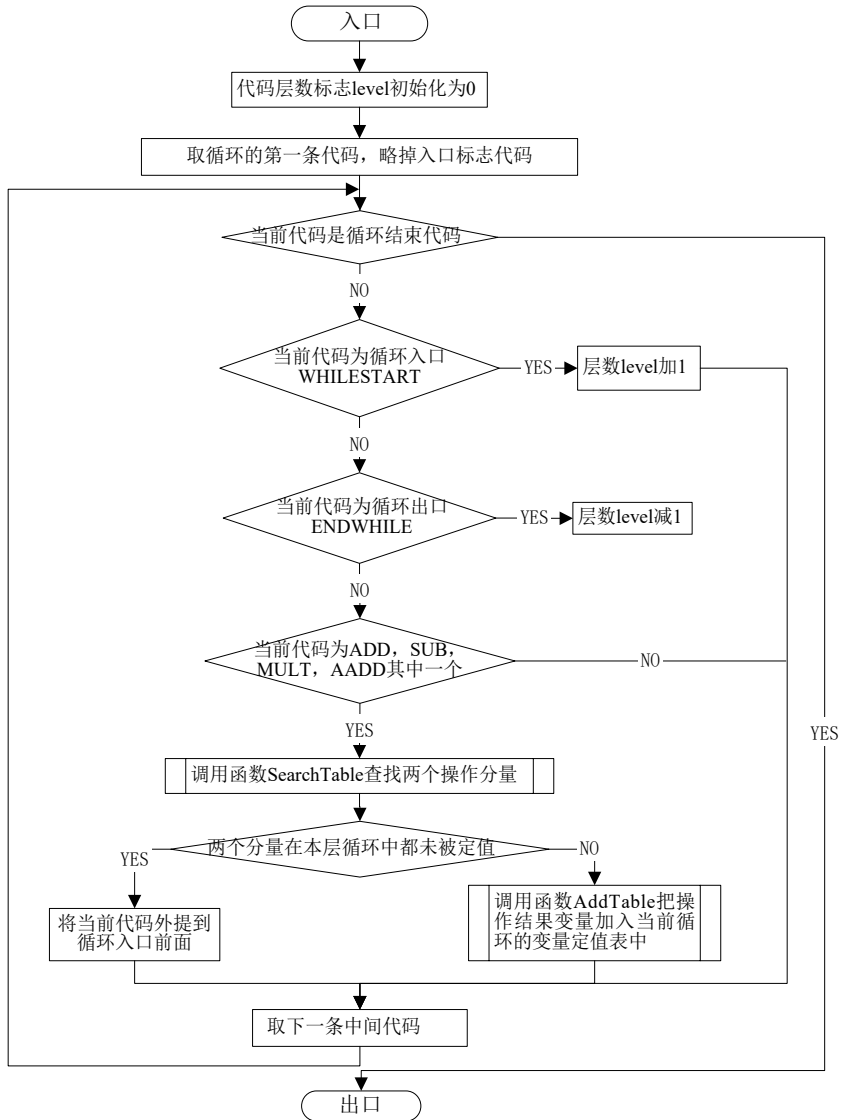 入口
代码层数标志level初始化为0
取循环的第一条代码，略掉入口标志代码
当前代码是循环结束代码
NO
当前代码为循环入口
WHILESTART
YES
层数level加1
NO
当前代码为循环出口
ENDWHILE
YES
层数level减1
NO
当前代码为ADD，SUB，
MULT，AADD其中一个
NO
YES
YES
调用函数SearchTable查找两个操作分量
两个分量在本层循环中都未被定值
YES
NO
将当前代码外提到
循环入口前面
调用函数AddTable把操
作结果变量加入当前循
环的变量定值表中
取下一条中间代码
出口